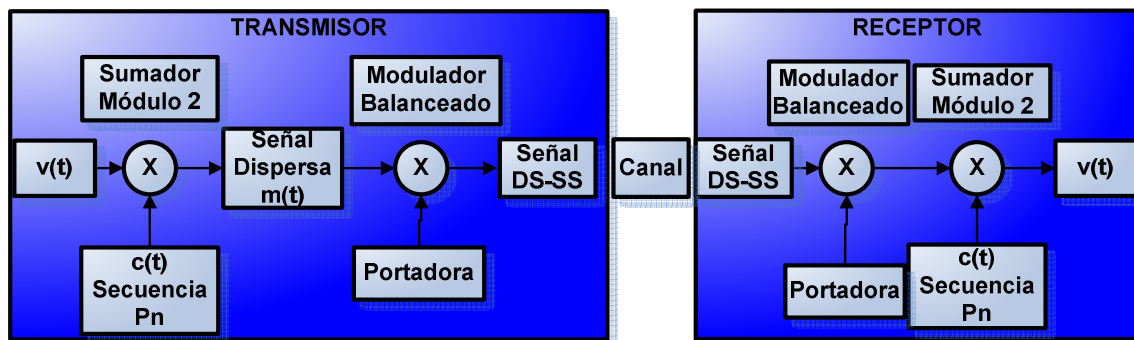 TRANSMISOR
Sumador
Módulo 2
Modulador
Balanceado
v(t)
X
Señal
Dispersa
m(t)
X
Señal
DS-SS
c(t)
Secuencia
Pn
Portadora
Canal
RECEPTOR
Modulador
Balanceado
Sumador
Módulo 2
Señal
DS-SS
X
X
v(t)
Portadora
c(t)
Secuencia
Pn